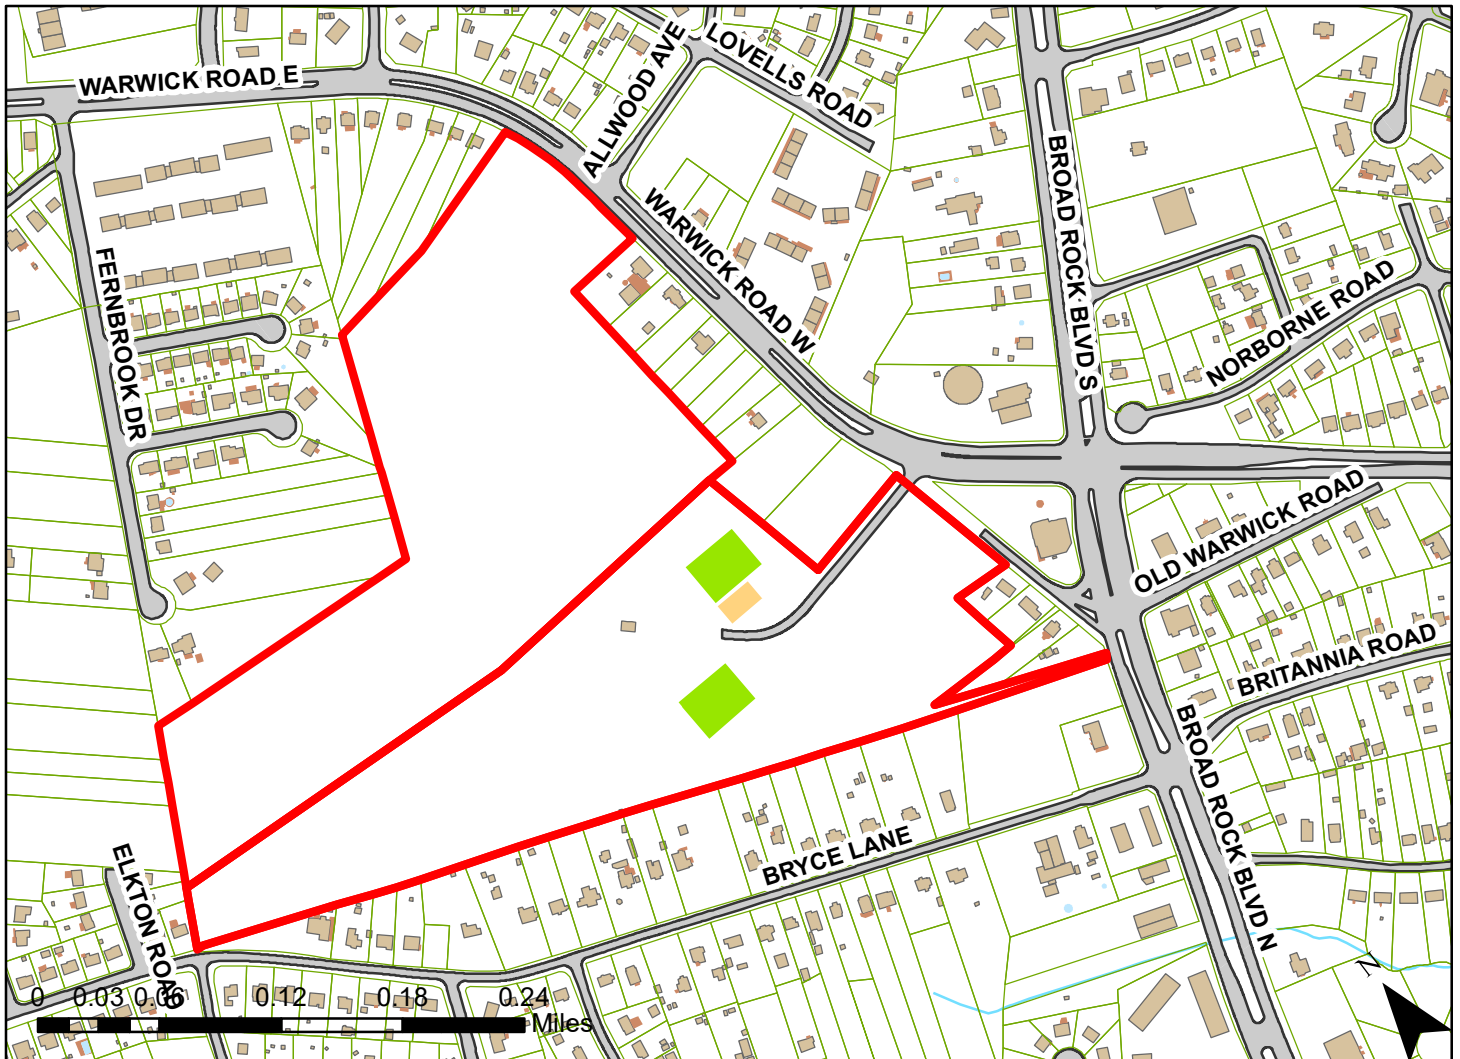 LOVELLS ROAD
ALLWOOD AVE
WARWICK ROAD E
BROAD ROCK BLVD S
WARWICK ROAD W
FERNBROOK DR
NORBORNE ROAD
OLD WARWICK ROAD
BRITANNIA ROAD
BROAD ROCK BLVD N
BRYCE LANE
ELKTON ROAD
N
0 0.03 0.06 0.12 0.18 0.24
Miles